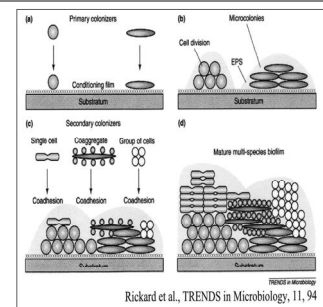 (a)
Primary colonizers
Conditioning film
Substratum
(b)
Microcolonies
Cell division
EPS
Substratum
(c)
Secondary colonizers
Single cell
Coaggregate
Group of cells
Coadhesion
Coadhesion
Coadhesion
(d)
Mature multi-species biofilm
TRENDS in Microbiology
Rickard et al., TRENDS in Microbiology, 11, 94